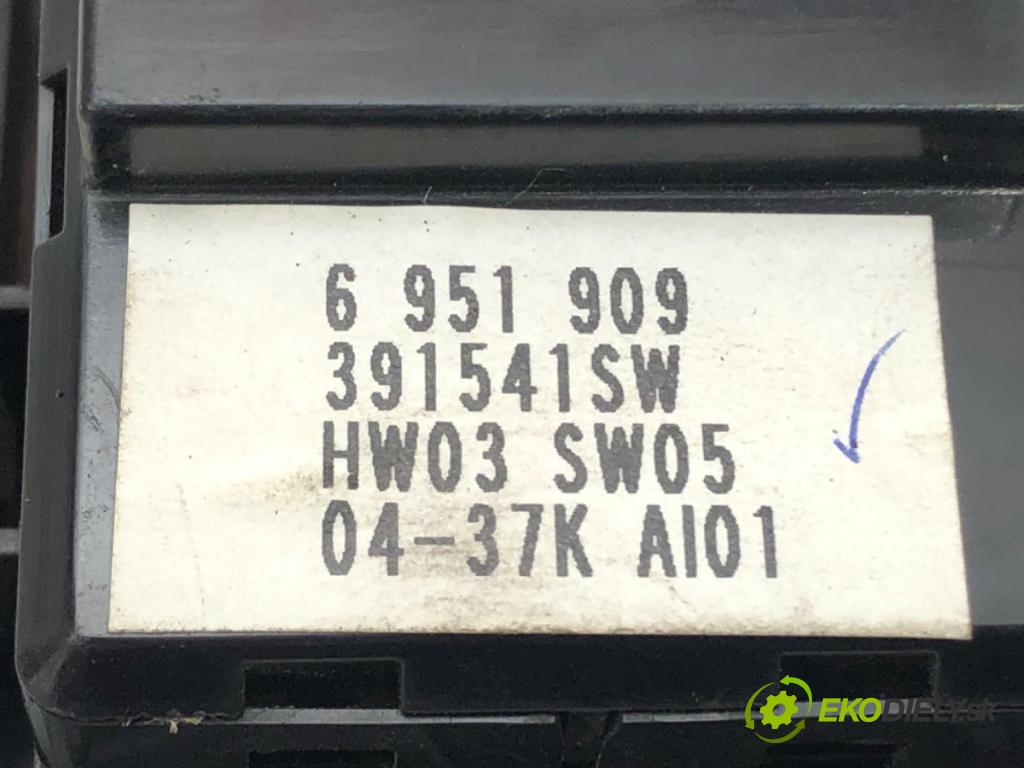 6 951 909
391541SW
HW03 SW05
04-37K AI01
EKODIELY.sk